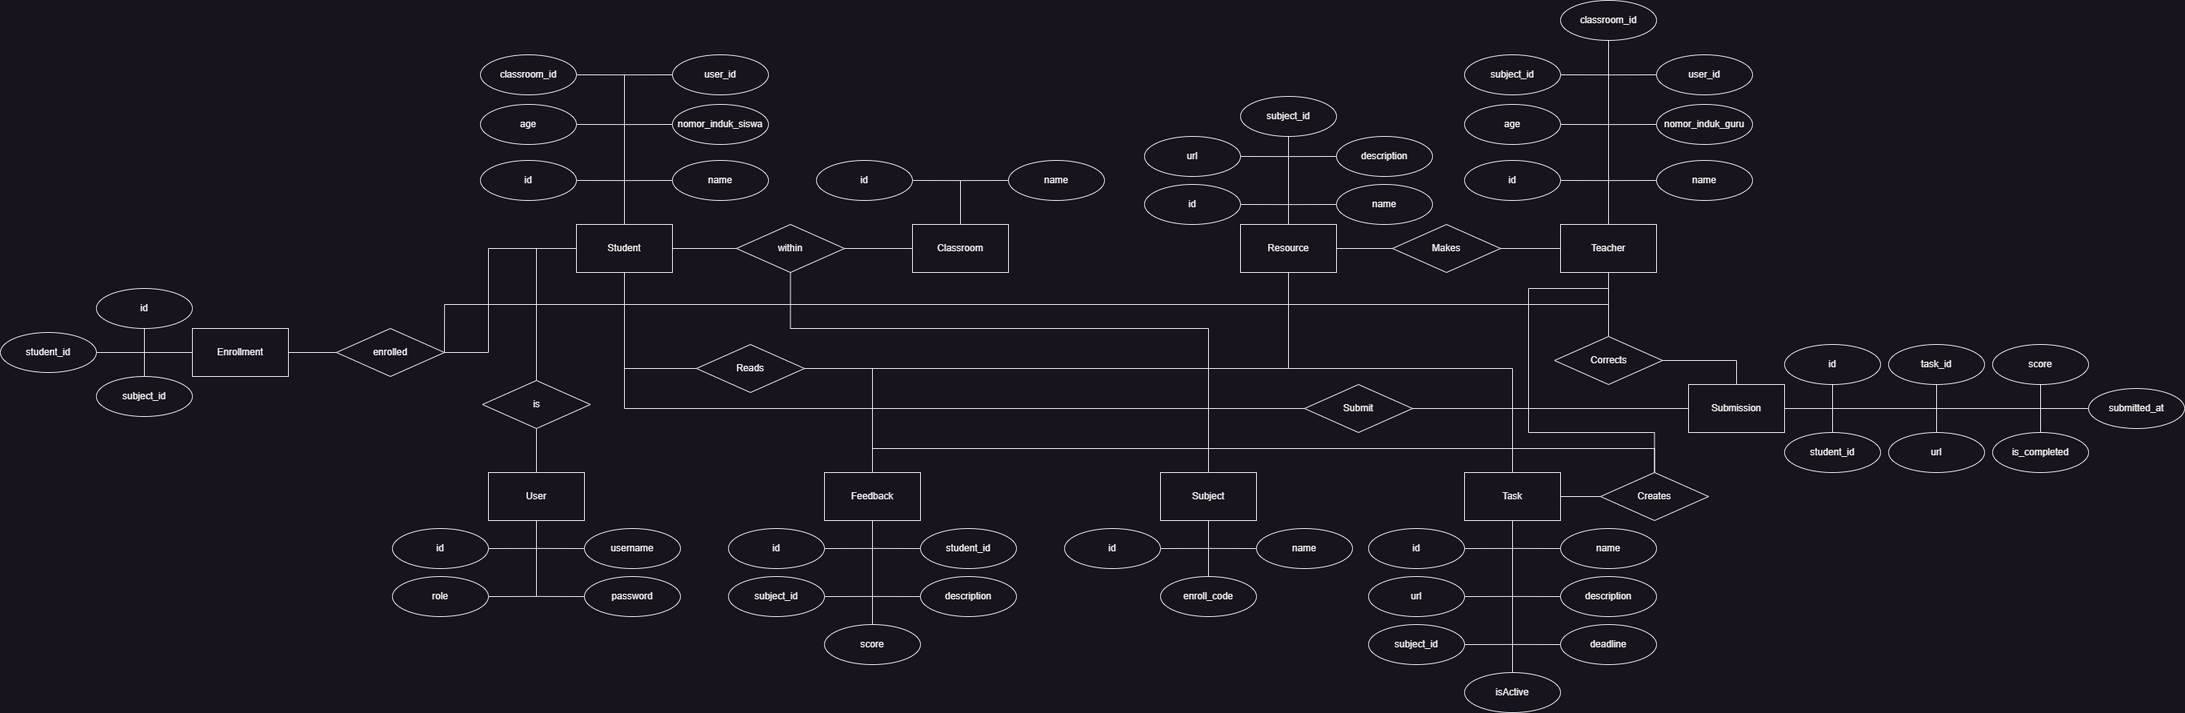 classroom_id
classroom_id
user_id
subject_id
user_id
subject_id
age
nomor_induk_siswa
age
nomor_induk_guru
url
description
id
name
id
name
id
name
id
name
Student
within
Classroom
Resource
Makes
Teacher
id
student_id
Enrollment
enrolled
Reads
Corrects
id
task_id
score
subject_id
is
Submit
Submission
submitted_at
student_id
url
is_completed
User
Feedback
Subject
Task
Creates
id
username
id
student_id
id
name
id
name
role
password
subject_id
description
enroll_code
url
description
score
subject_id
deadline
isActive